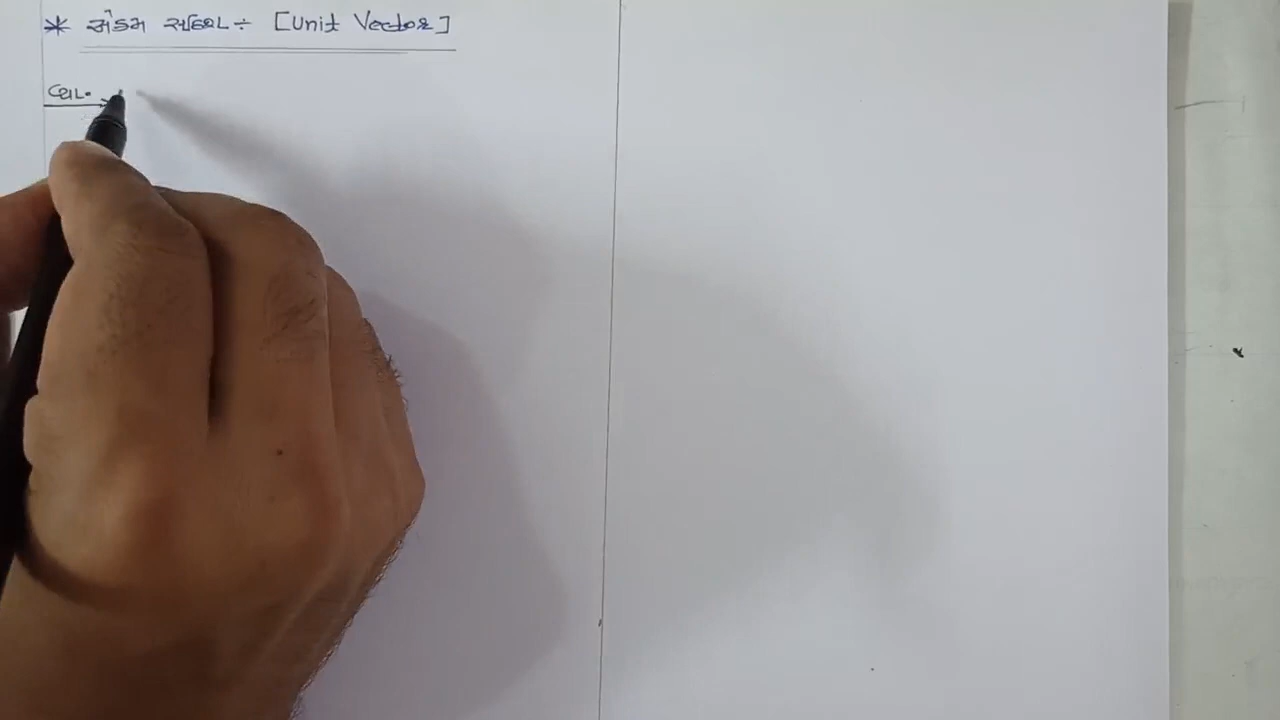 * એકમ સદિશ ÷ [Unit Vector]
વ્યા.